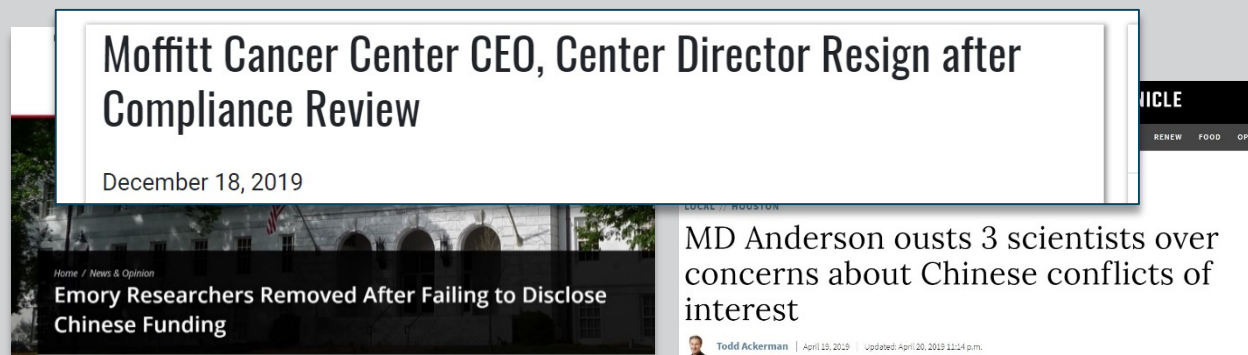 Moffitt Cancer Center CEO, Center Director Resign after
Compliance Review
December 18, 2019
NICLE
RENEW FOOD OP
LOCAL // HOUSTON
MD Anderson ousts 3 scientists over
concerns about Chinese conflicts of
interest
Todd Ackerman | April 19, 2019 | Updated: April 20, 2019 11:14 p.m.
Home / News & Opinion
Emory Researchers Removed After Failing to Disclose
Chinese Funding